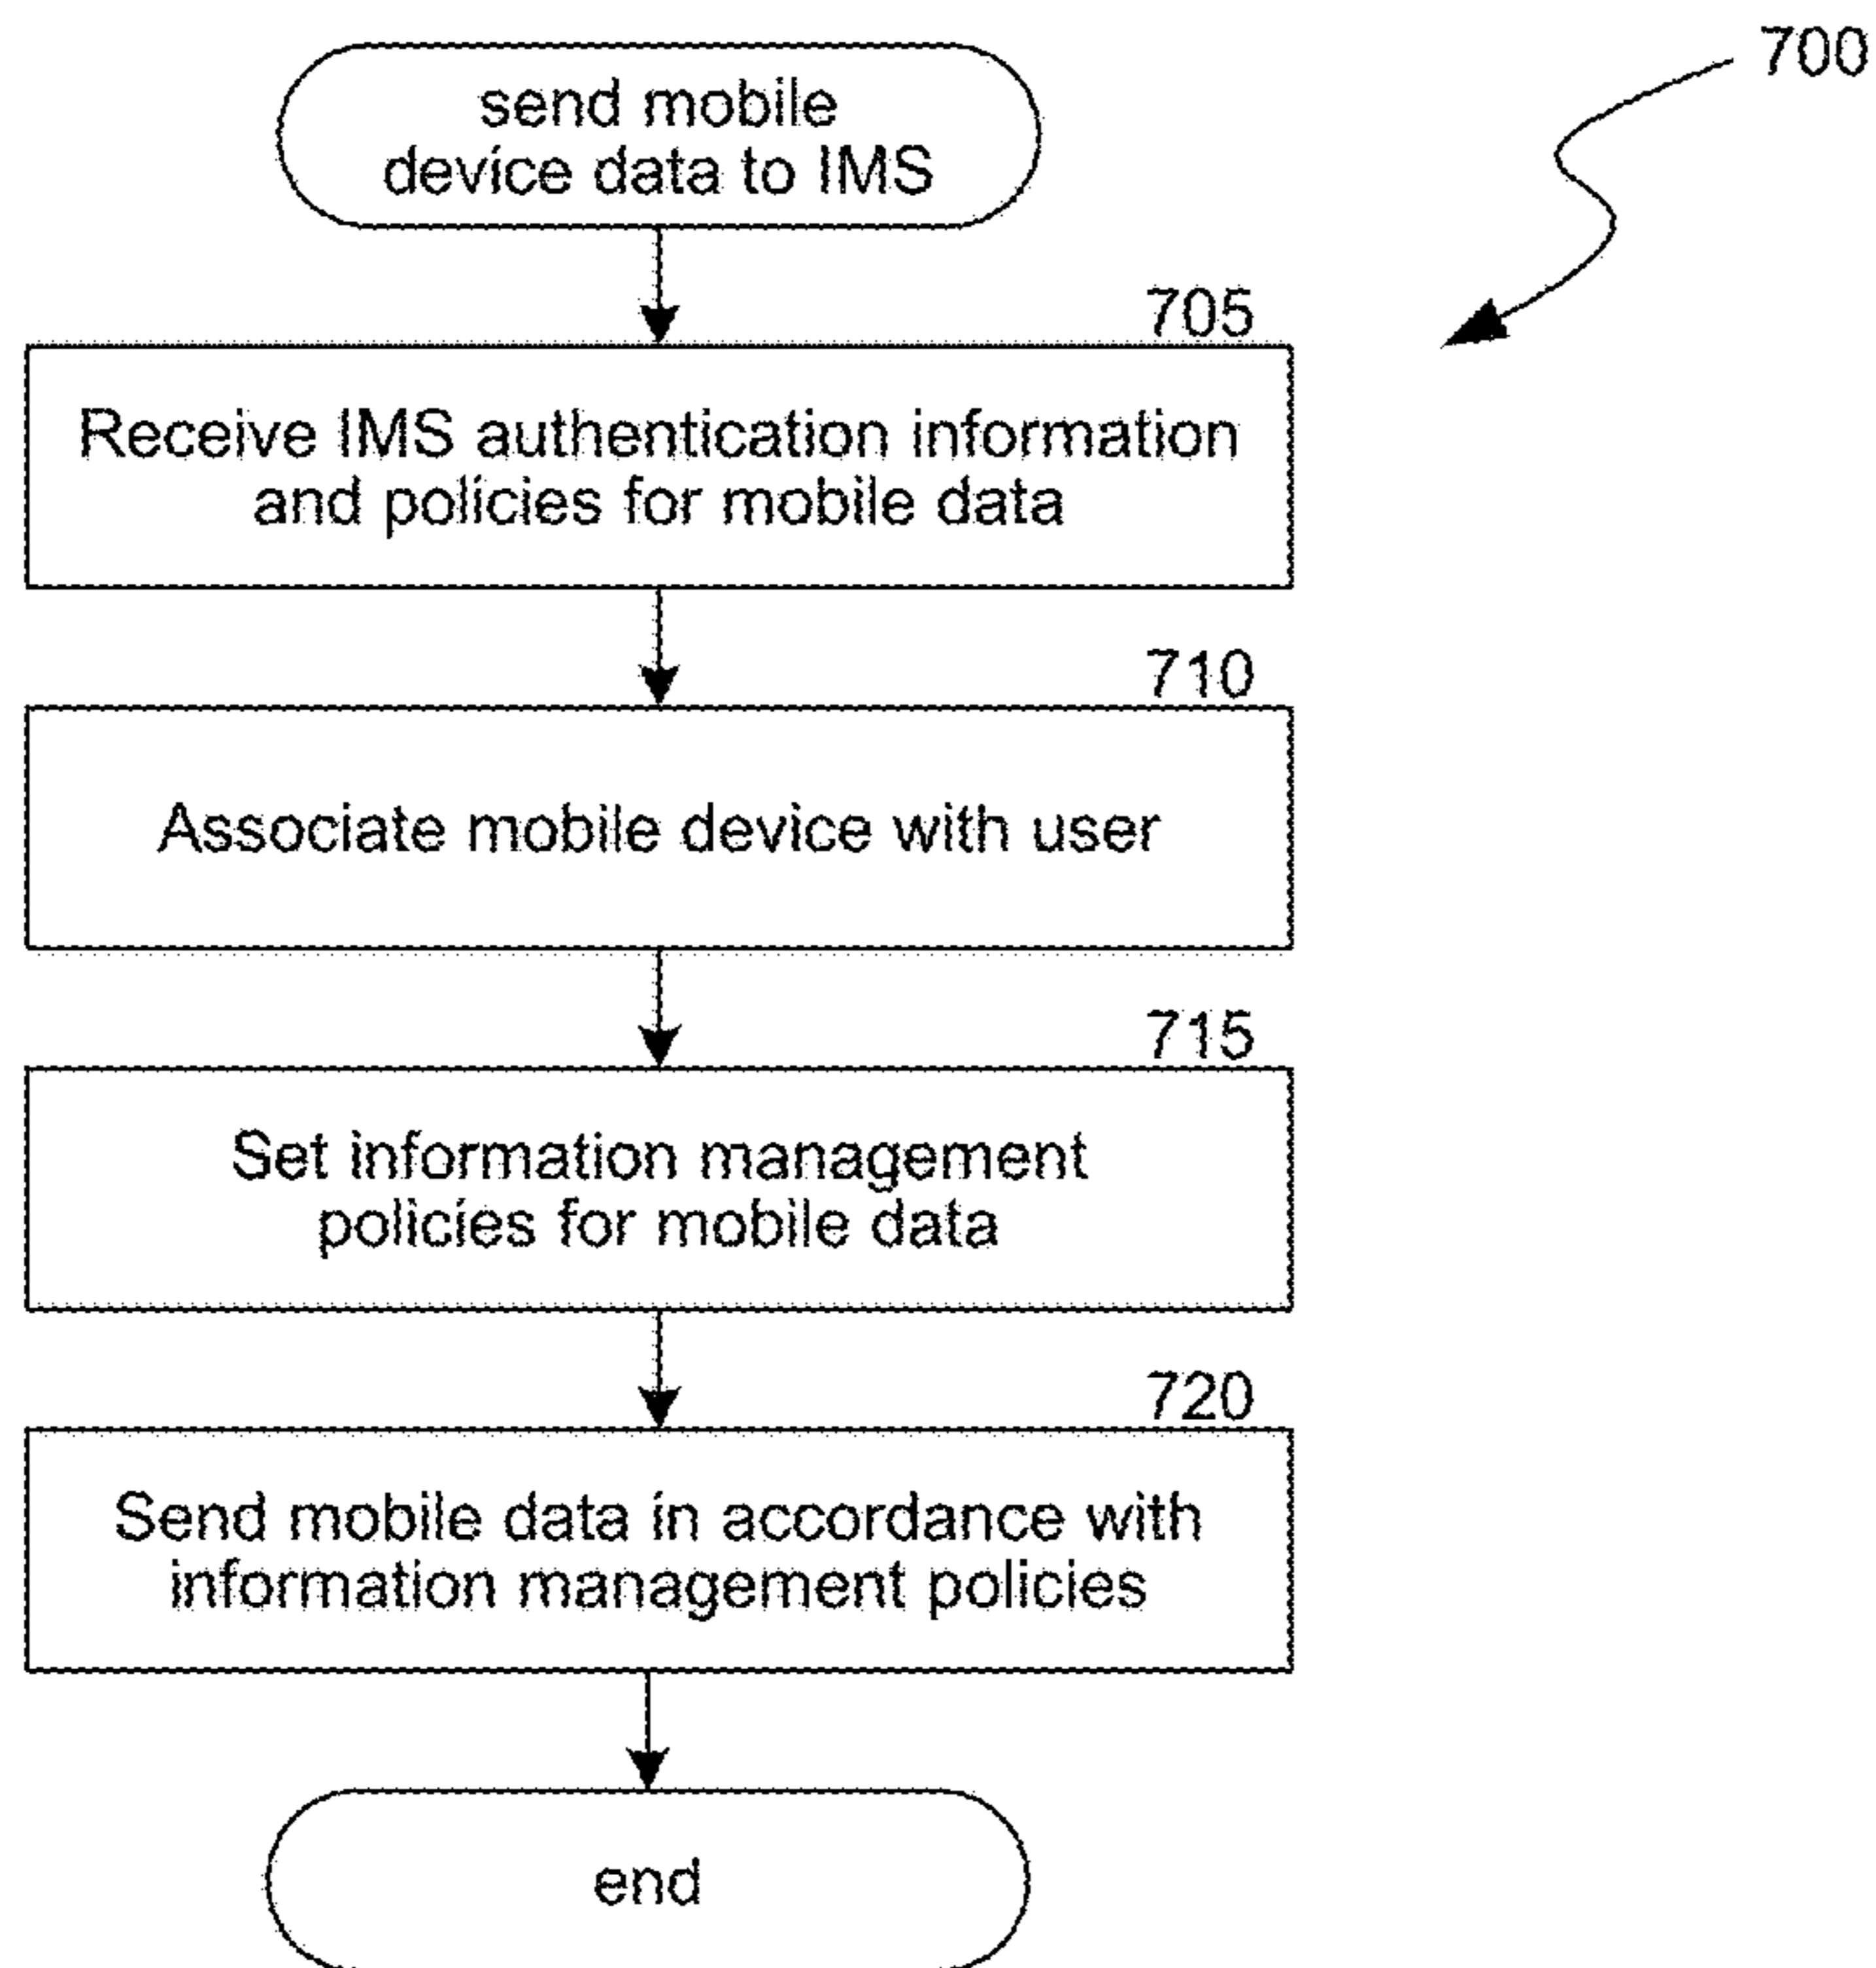 700
send mobile
device data to IMS
705
Receive IMS authentication information
and policies for mobile data
710
Associate mobile device with user
715
Set information management
policies for mobile data
720
Send mobile data in accordance with
information management policies
end